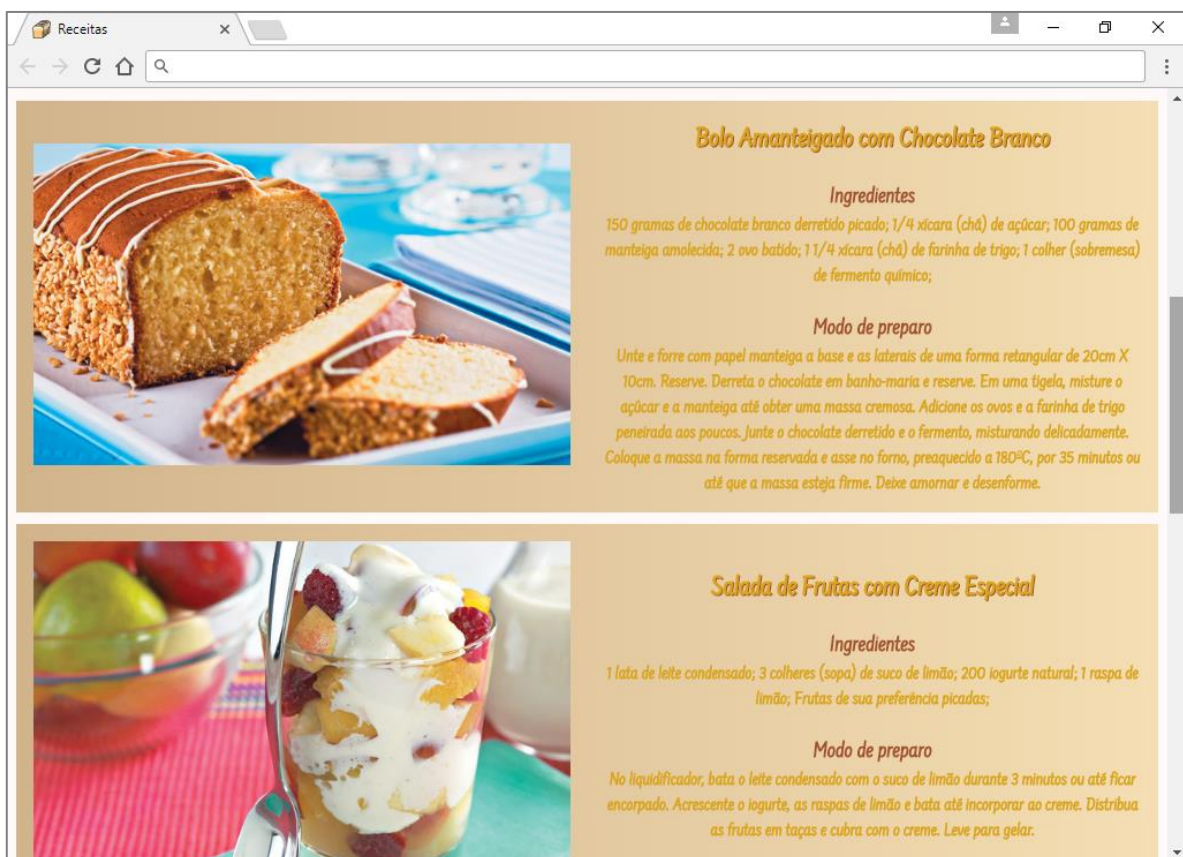 Receitas
Bolo Amanteigado com Chocolate Branco
Ingredientes
150 gramas de chocolate branco derretido picado; 1/4 xícara (chá) de açúcar; 100 gramas de
manteiga amolecida; 2 ovo batido; 1 1/4 xícara (chá) de farinha de trigo; 1 colher (sobremesa)
de fermento químico;
Modo de preparo
Unte e forre com papel manteiga a base e as laterais de uma forma retangular de 20cm X
10cm. Reserve. Derreta o chocolate em banho-maria e reserve. Em uma tigela, misture o
açúcar e a manteiga até obter uma massa cremosa. Adicione os ovos e a farinha de trigo
peneirada aos poucos. Junte o chocolate derretido e o fermento, misturando delicadamente.
Coloque a massa na forma reservada e asse no forno, preaquecido a 180ºC, por 35 minutos ou
até que a massa esteja firme. Deixe amornar e desenforme.
Salada de Frutas com Creme Especial
Ingredientes
1 lata de leite condensado; 3 colheres (sopa) de suco de limão; 200 iogurte natural; 1 raspa de
limão; Frutas de sua preferência picadas;
Modo de preparo
No liquidificador, bata o leite condensado com o suco de limão durante 3 minutos ou até ficar
encorpado. Acrescente o iogurte, as raspas de limão e bata até incorporar ao creme. Distribua
as frutas em taças e cubra com o creme. Leve para gelar.